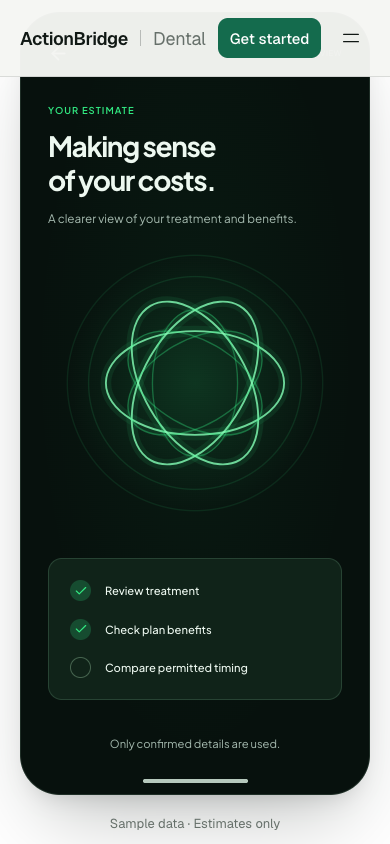 ActionBridge | Dental Get started
YOUR ESTIMATE
Making sense
of your costs.
A clearer view of your treatment and benefits.
Review treatment
Check plan benefits
Compare permitted timing
Only confirmed details are used.
Sample data · Estimates only